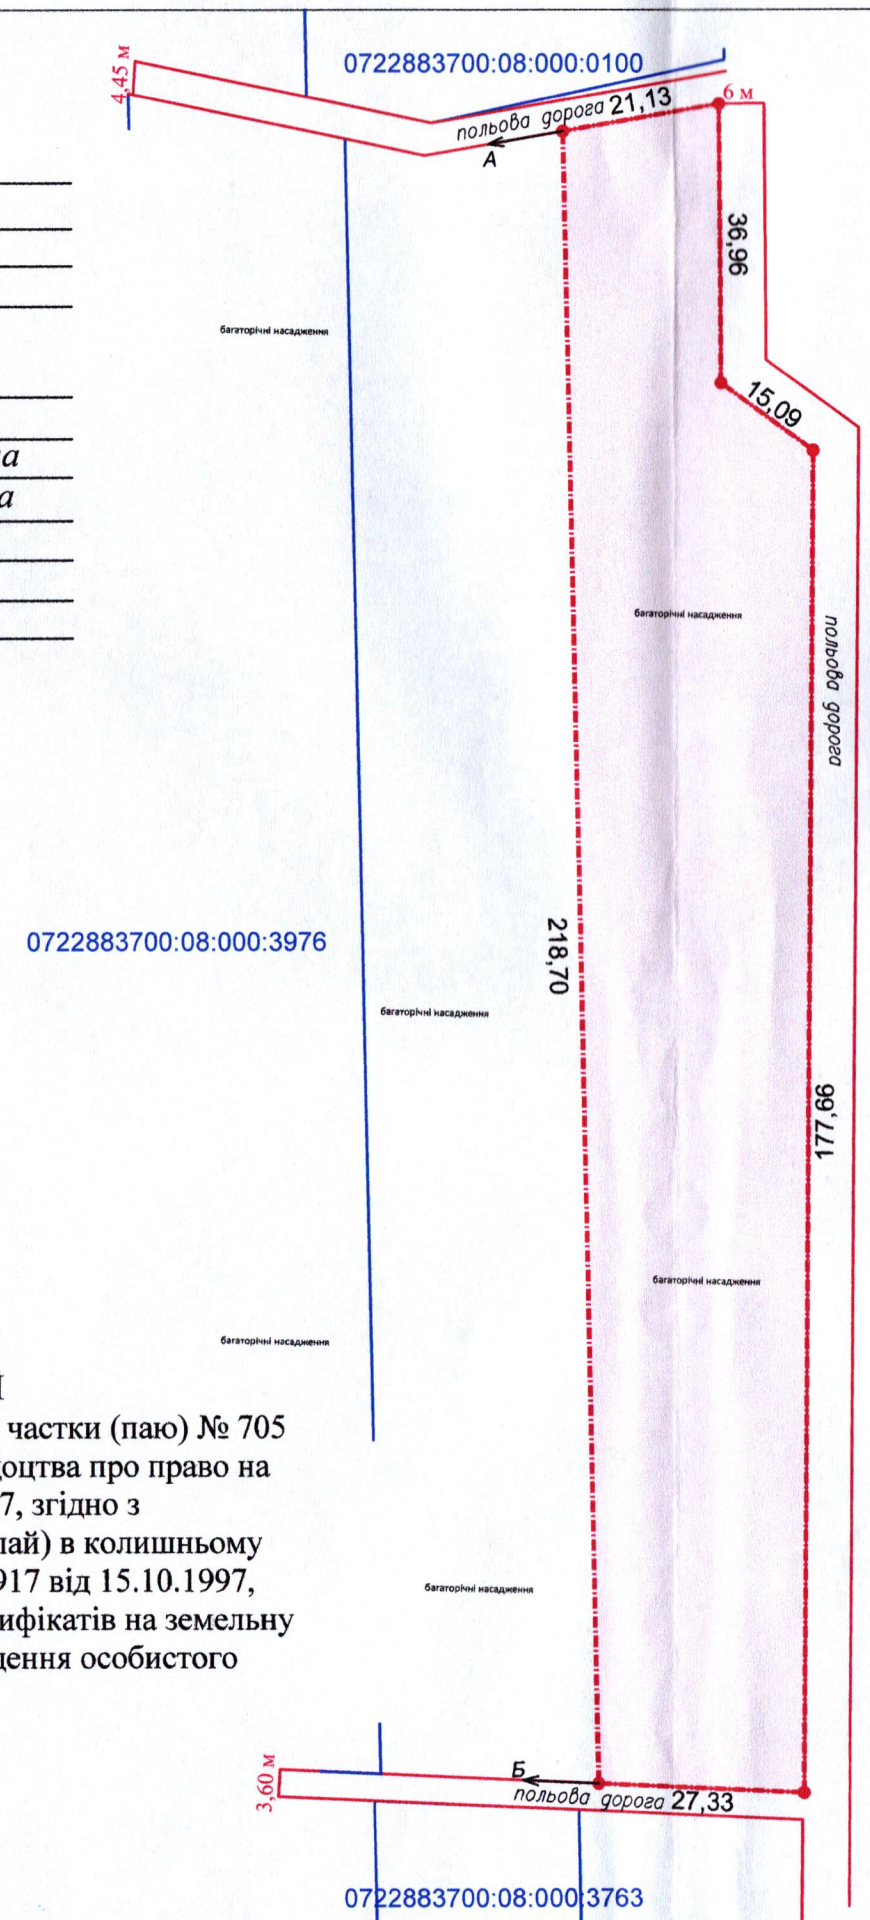 0722883700:08:000:0100
4,45 м
6 м
польова дорога 21,13
А
36,96
багаторічні насадження
15,09
а
а
багаторічні насадження
польова дорога
218,70
0722883700:08:000:3976
багаторічні насадження
177,66
багаторічні насадження
багаторічні насадження
частки (паю) № 705
оцтва про право на
7, згідно з
пай) в колишньому
917 від 15.10.1997,
ифікатів на земельну
ення особистого
багаторічні насадження
3,60 м
Б
польова дорога 27,33
0722883700:08:000:3763